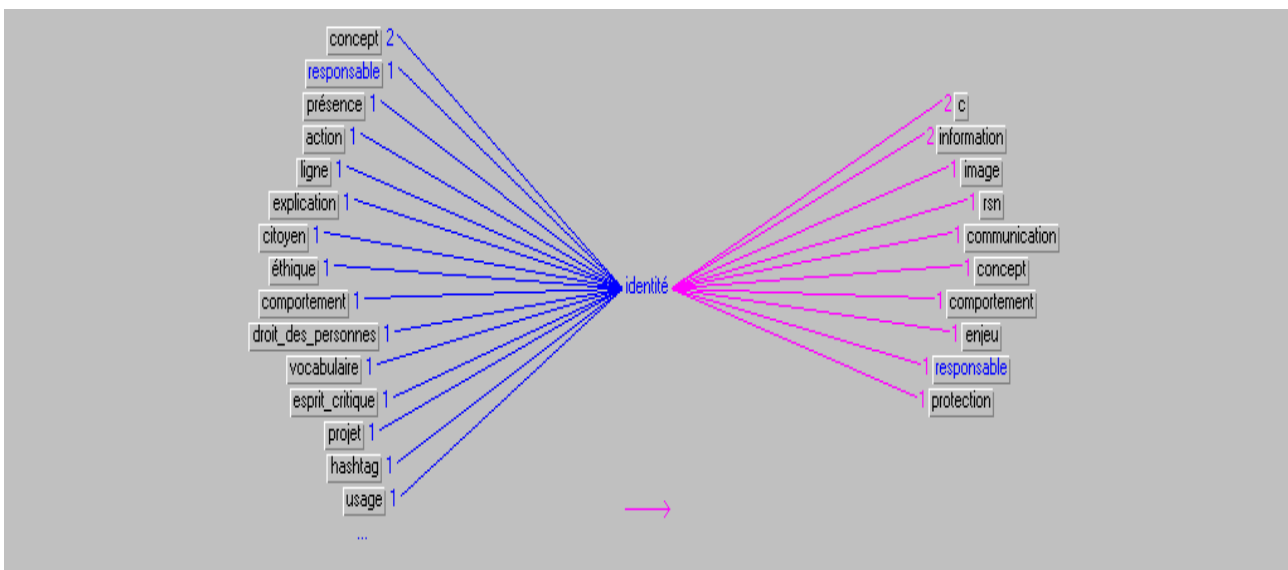 concept 2
responsable 1
présence 1
action 1
ligne 1
explication 1
citoyen 1
éthique 1
comportement 1
droit_des_personnes 1
vocabulaire 1
esprit_critique 1
projet 1
hashtag 1
usage 1
...
identité
2 c
2 information
1 image
1 rsn
1 communication
1 concept
1 comportement
1 enjeu
1 responsable
1 protection